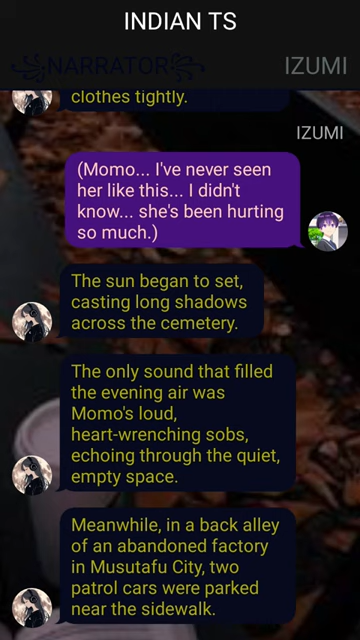 INDIAN TS
꧁NARRATOR꧂
IZUMI
clothes tightly.
IZUMI
(Momo... I've never seen
her like this... I didn't
know... she's been hurting
so much.)
The sun began to set,
casting long shadows
across the cemetery.
The only sound that filled
the evening air was
Momo's loud,
heart-wrenching sobs,
echoing through the quiet,
empty space.
Meanwhile, in a back alley
of an abandoned factory
in Musutafu City, two
patrol cars were parked
near the sidewalk.